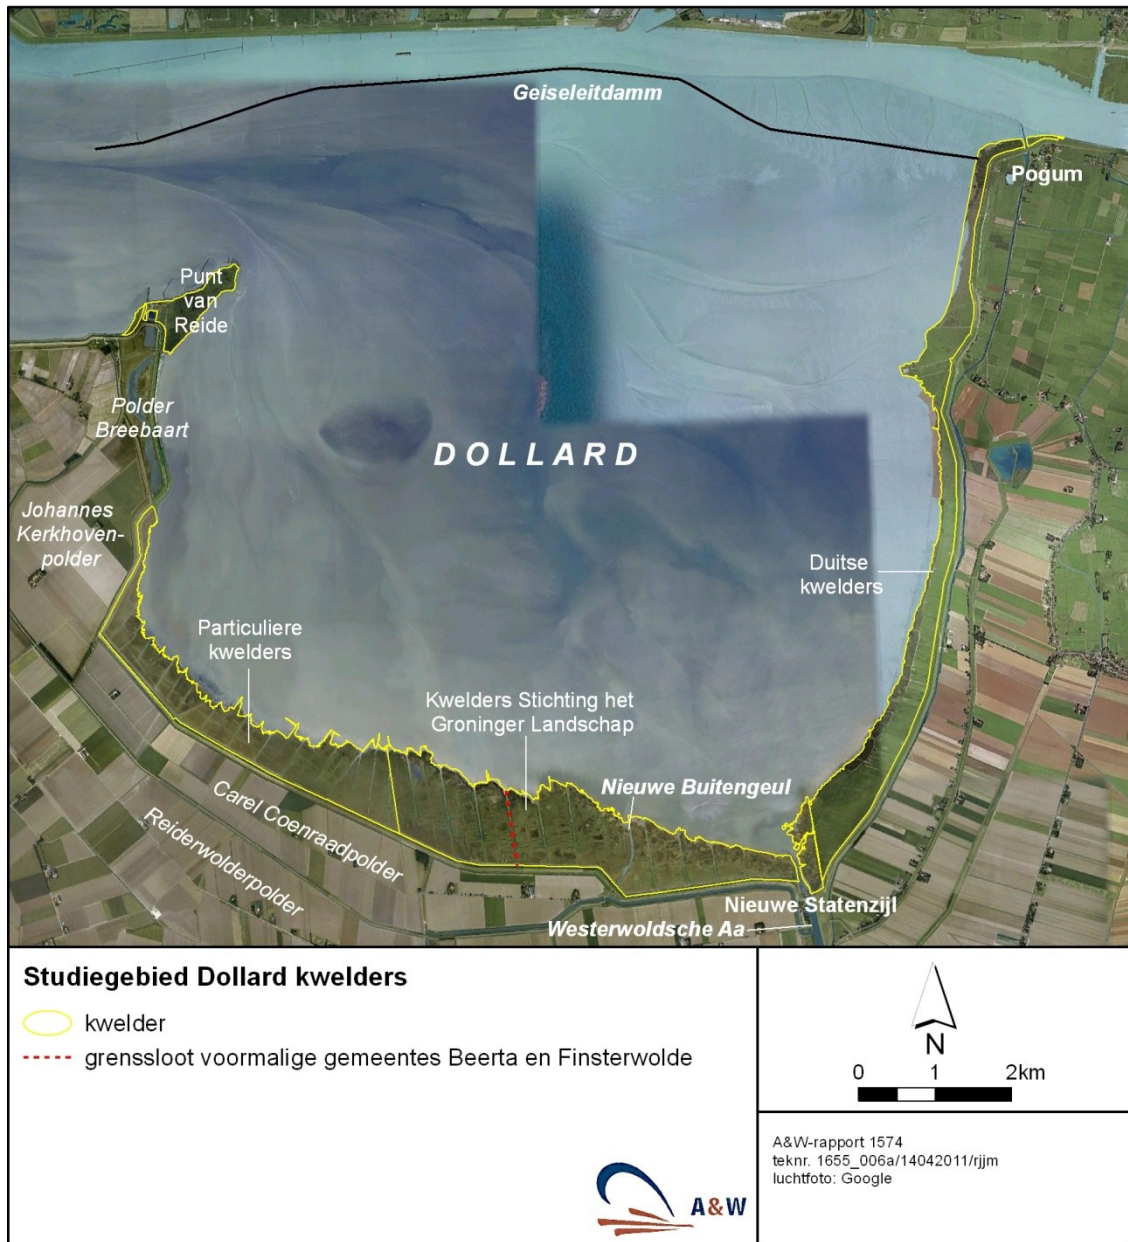 Geiseleitdamm
Pogum
Punt
van
Reide
Polder
Breebaart
DOLLARD
Johannes
Kerkhoven-
polder
Duitse
kwelders
Particuliere
kwelders
Kwelders Stichting het
Groninger Landschap
Nieuwe Buitengeul
Carel Coenraadpolder
Reiderwolderpolder
Nieuwe Statenzijl
Westerwoldsche Aa
Studiegebied Dollard kwelders
kwelder
grenssloot voormalige gemeentes Beerta en Finsterwolde
N
0 1 2km
A&W-rapport 1574
teknr. 1655_006a/14042011/rjjm
luchtfoto: Google
A&W